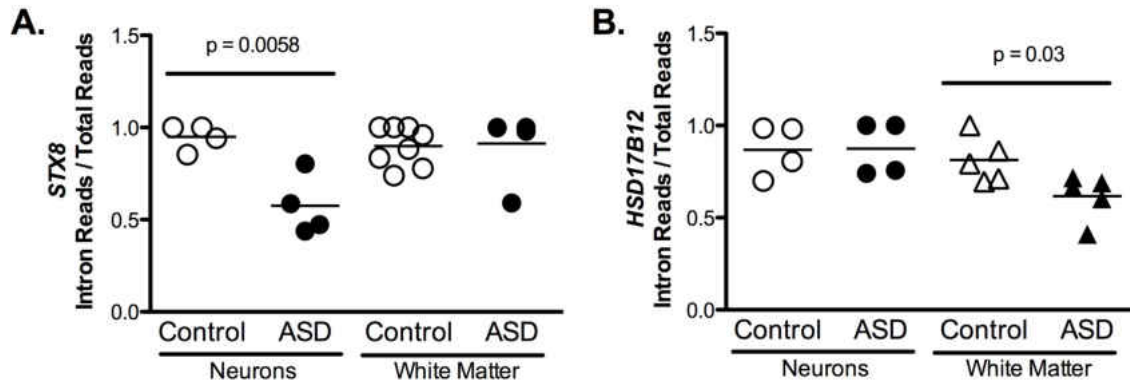 A.
STX8
Intron Reads / Total Reads
1.5
1.0
0.5
0.0
p = 0.0058
Control ASD Control ASD
Neurons White Matter
B.
HSD17B12
Intron Reads / Total Reads
1.5
1.0
0.5
0.0
p = 0.03
Control ASD Control ASD
Neurons White Matter